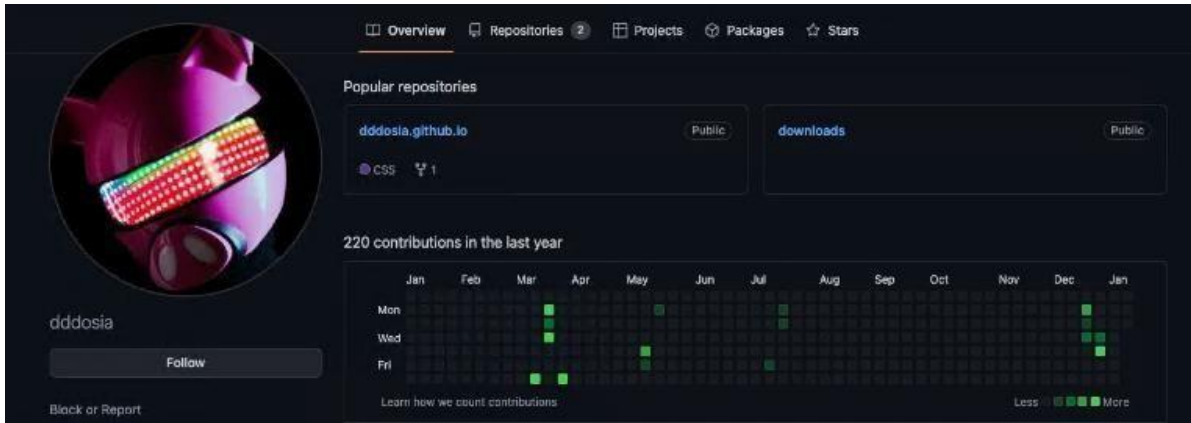 Overview Repositories 2 Projects Packages Stars
Popular repositories
dddosia.github.io Public
CSS 1
downloads Public
220 contributions in the last year
Jan Feb Mar Apr May Jun Jul Aug Sep Oct Nov Dec Jan
Mon
Wed
Fri
Learn how we count contributions
Less More
dddosia
Follow
Block or Report